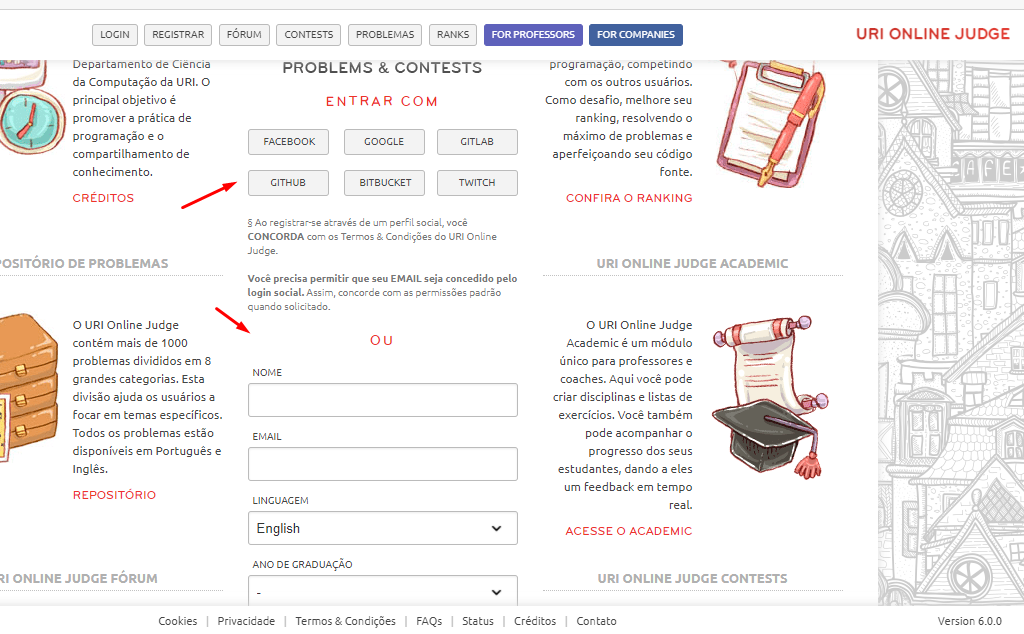 LOGIN
REGISTRAR
FÓRUM
CONTESTS
PROBLEMAS
RANKS
FOR PROFESSORS
FOR COMPANIES
URI ONLINE JUDGE
Departamento de Ciência
da Computação da URI. O
principal objetivo é
promover a prática de
programação e o
compartilhamento de
conhecimento.
CRÉDITOS
POSITÓRIO DE PROBLEMAS
O URI Online Judge
contém mais de 1000
problemas divididos em 8
grandes categorias. Esta
divisão ajuda os usuários a
focar em temas específicos.
Todos os problemas estão
disponíveis em Português e
Inglês.
REPOSITÓRIO
RI ONLINE JUDGE FÓRUM
PROBLEMS & CONTESTS
ENTRAR COM
FACEBOOK
GOOGLE
GITLAB
GITHUB
BITBUCKET
TWITCH
§ Ao registrar-se através de um perfil social, você
CONCORDA com os Termos & Condições do URI Online
Judge.
Você precisa permitir que seu EMAIL seja concedido pelo
login social. Assim, concorde com as permissões padrão
quando solicitado.
OU
NOME
EMAIL
LINGUAGEM
English
ANO DE GRADUAÇÃO
-
programação, competindo
com os outros usuários.
Como desafio, melhore seu
ranking, resolvendo o
máximo de problemas e
aperfeiçoando seu código
fonte.
CONFIRA O RANKING
URI ONLINE JUDGE ACADEMIC
O URI Online Judge
Academic é um módulo
único para professores e
coaches. Aqui você pode
criar disciplinas e listas de
exercícios. Você também
pode acompanhar o
progresso dos seus
estudantes, dando a eles
um feedback em tempo
real.
ACESSE O ACADEMIC
URI ONLINE JUDGE CONTESTS
Cookies | Privacidade | Termos & Condições | FAQs | Status | Créditos | Contato
Version 6.0.0